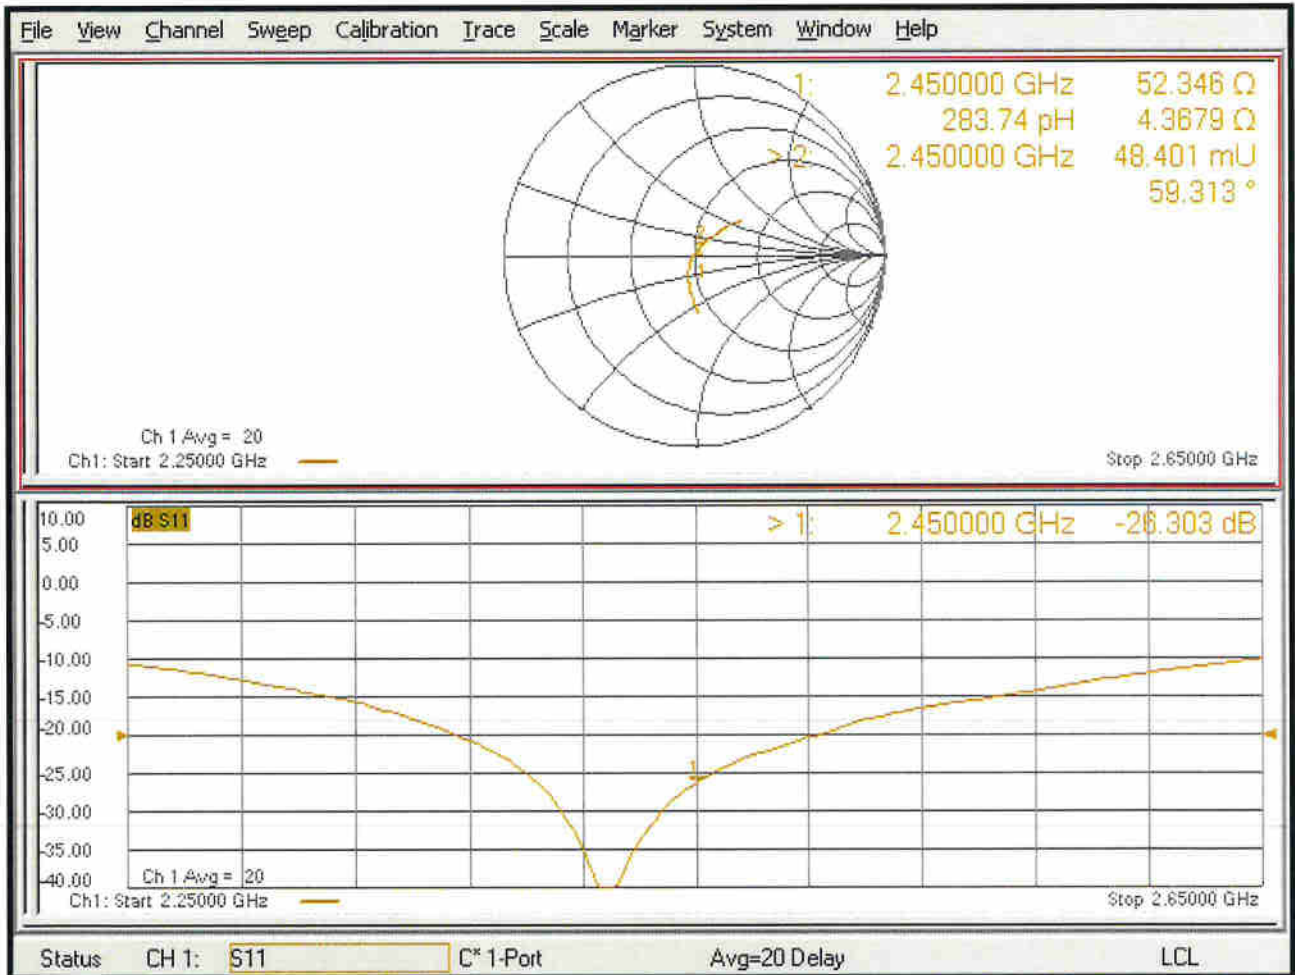 File View Channel Sweep Calibration Trace Scale Marker System Window Help
1: 2.450000 GHz 52.346 Ω
283.74 pH 4.3679 Ω
> 2: 2.450000 GHz 48.401 mU
59.313 °
2
1
Ch 1 Avg = 20
Ch1: Start 2.25000 GHz
Stop 2.65000 GHz
10.00
dB S11
> 1: 2.450000 GHz -26.303 dB
5.00
0.00
-5.00
-10.00
-15.00
-20.00
1
-25.00
-30.00
-35.00
-40.00
Ch 1 Avg = 20
Ch1: Start 2.25000 GHz
Stop 2.65000 GHz
Status CH 1: S11 C* 1-Port Avg=20 Delay LCL